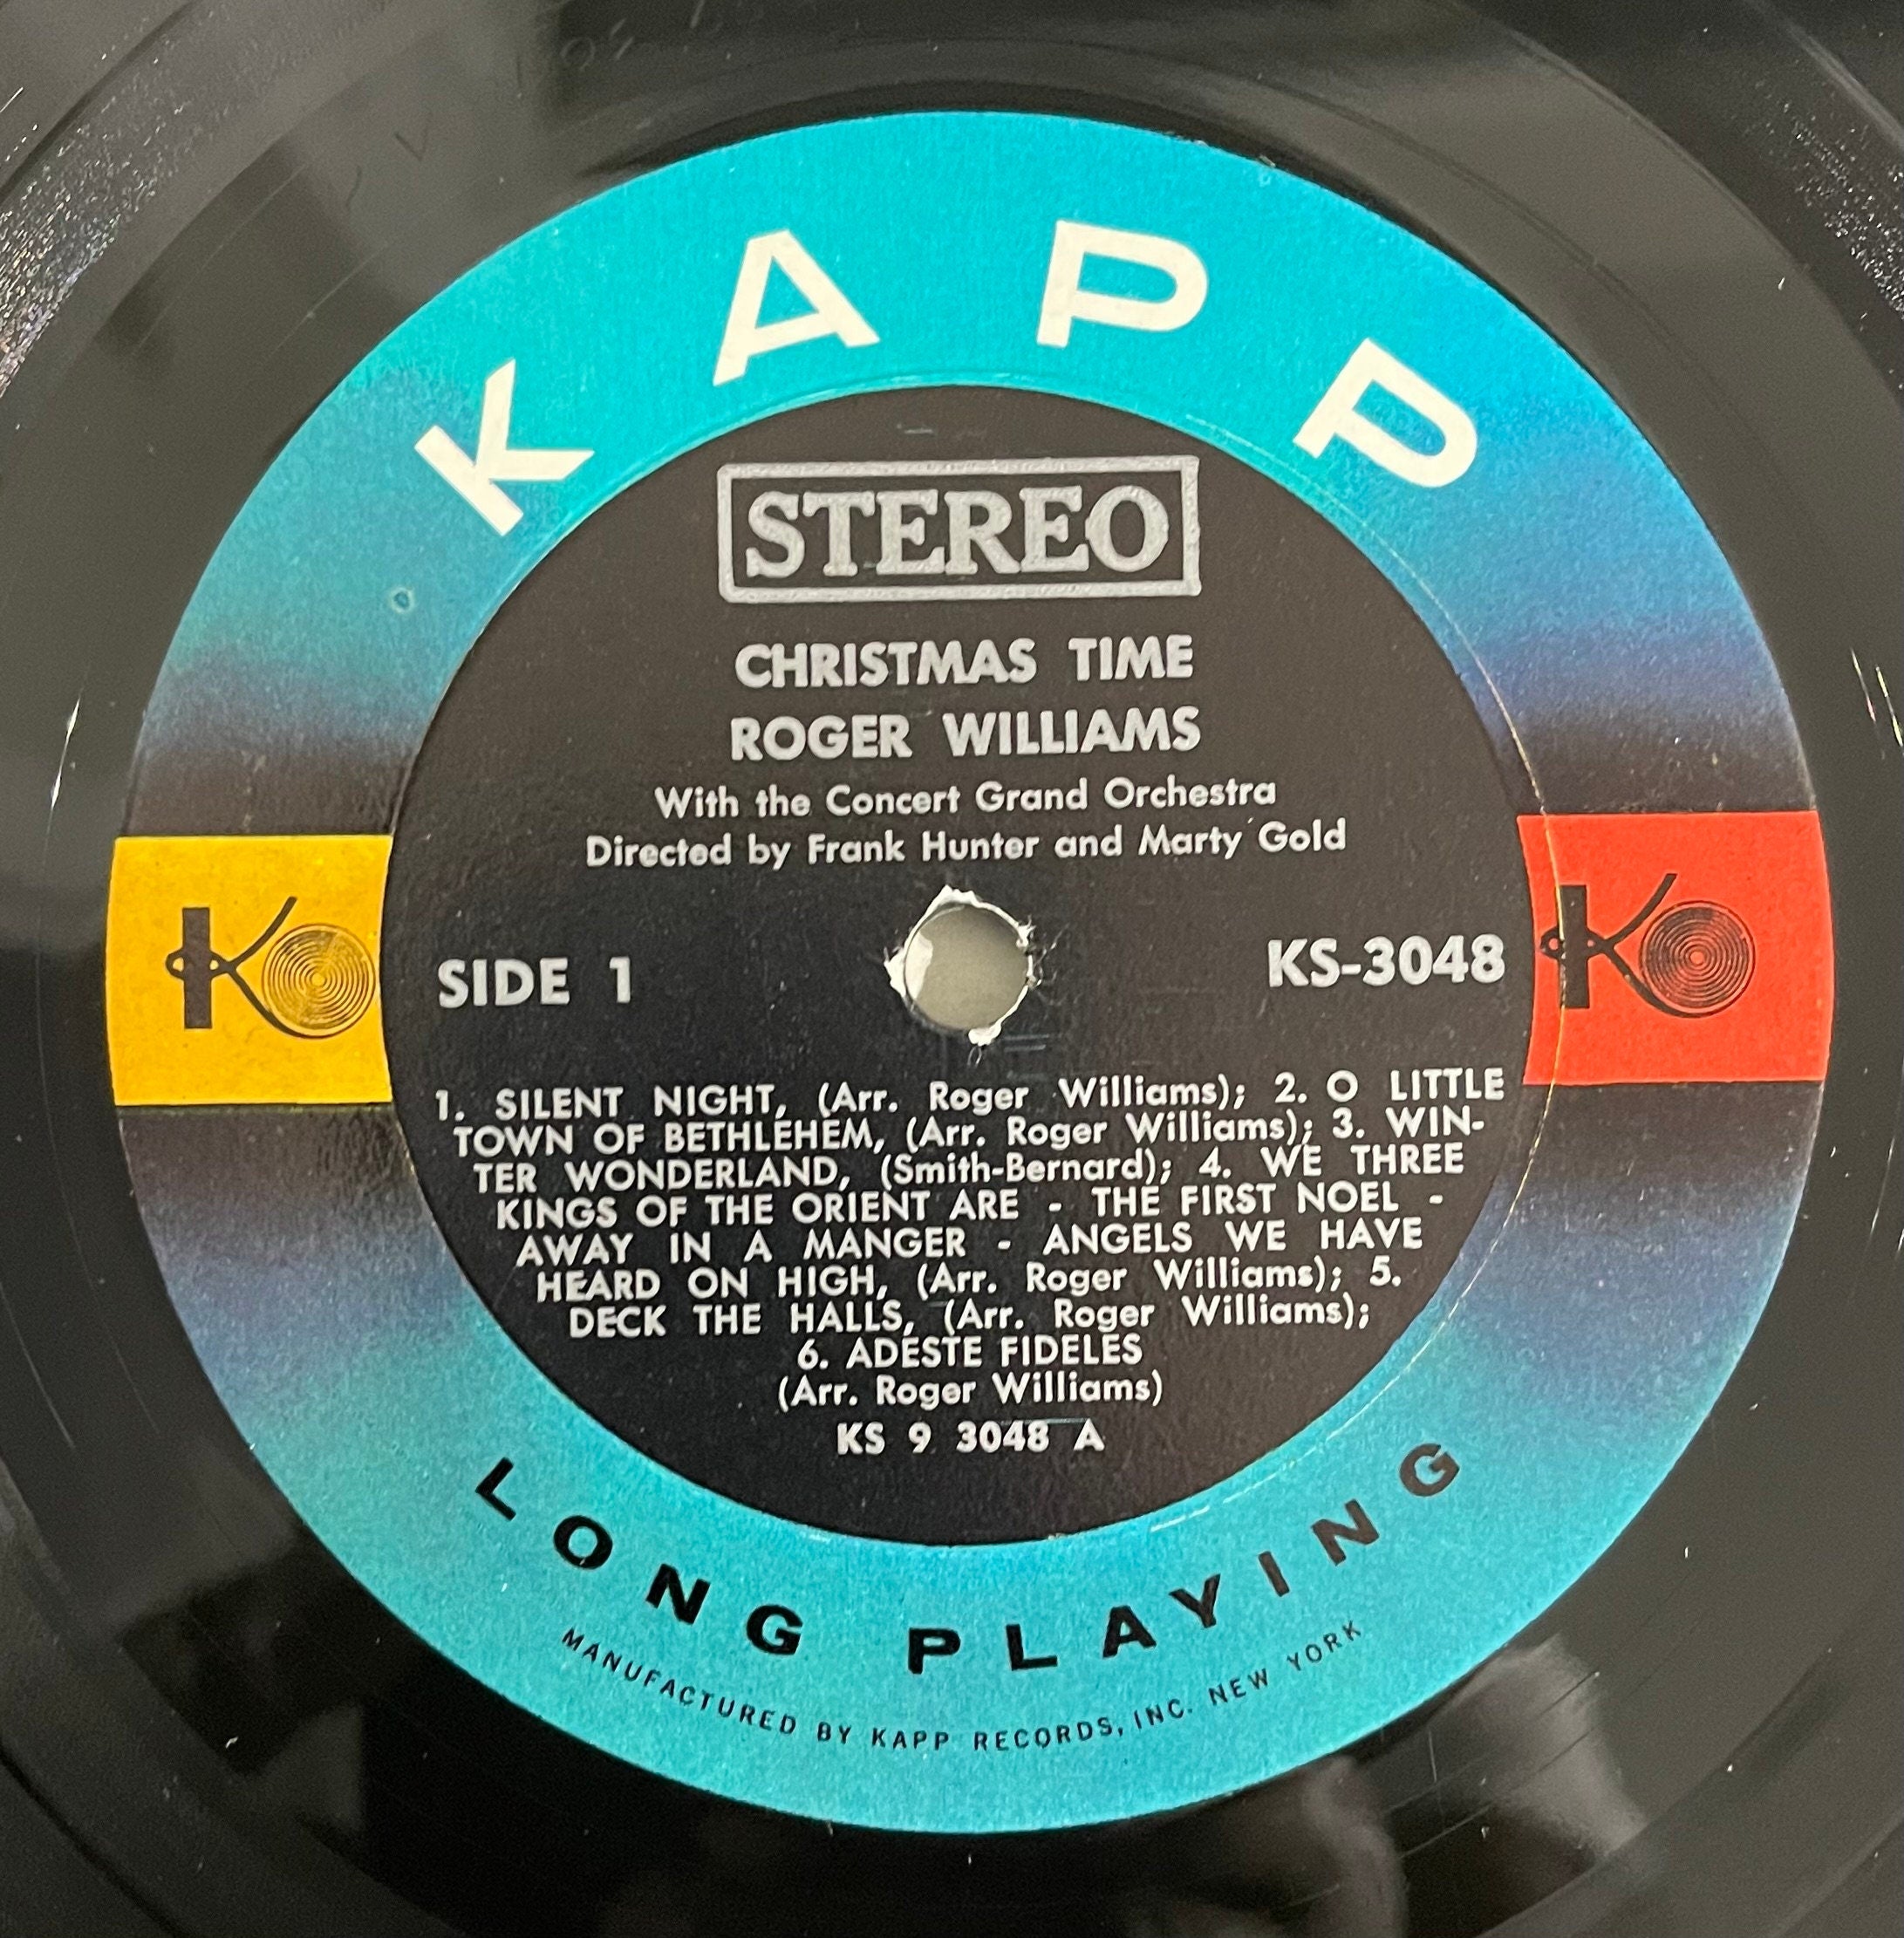 KAPP
STEREO
CHRISTMAS TIME
ROGER WILLIAMS
With the Concert Grand Orchestra
Directed by Frank Hunter and Marty Gold
SIDE 1
KS-3048
1. SILENT NIGHT, (Arr. Roger Williams); 2. O LITTLE
TOWN OF BETHLEHEM, (Arr. Roger Williams); 3. WIN-
TER WONDERLAND, (Smith-Bernard); 4. WE THREE
KINGS OF THE ORIENT ARE - THE FIRST NOEL -
AWAY IN A MANGER - ANGELS WE HAVE
HEARD ON HIGH, (Arr. Roger Williams); 5.
DECK THE HALLS, (Arr. Roger Williams);
6. ADESTE FIDELES
(Arr. Roger Williams)
KS 9 3048 A
LONG PLAYING
MANUFACTURED BY KAPP RECORDS, INC. NEW YORK